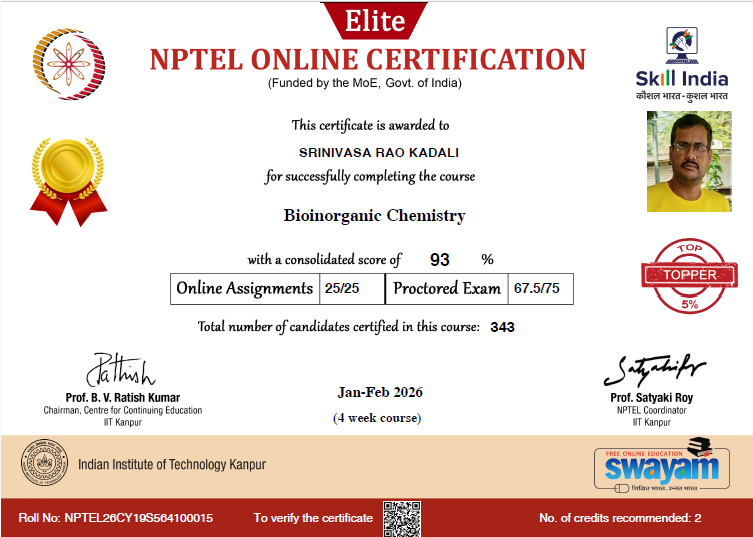 Elite
NPTEL ONLINE CERTIFICATION
(Funded by the MoE, Govt. of India)
Skill India
कौशल भारत - कुशल भारत
This certificate is awarded to
SRINIVASA RAO KADALI
for successfully completing the course
Bioinorganic Chemistry
with a consolidated score of 93 %
Online Assignments 25/25 Proctored Exam 67.5/75
TOP
TOPPER
5%
Total number of candidates certified in this course: 343
Prof. B. V. Ratish Kumar
Chairman, Centre for Continuing Education
IIT Kanpur
Jan-Feb 2026
(4 week course)
Prof. Satyaki Roy
NPTEL Coordinator
IIT Kanpur
Indian Institute of Technology Kanpur
FREE ONLINE EDUCATION
swayam
शिक्षित भारत, उन्नत भारत
Roll No: NPTEL26CY19S564100015 To verify the certificate No. of credits recommended: 2